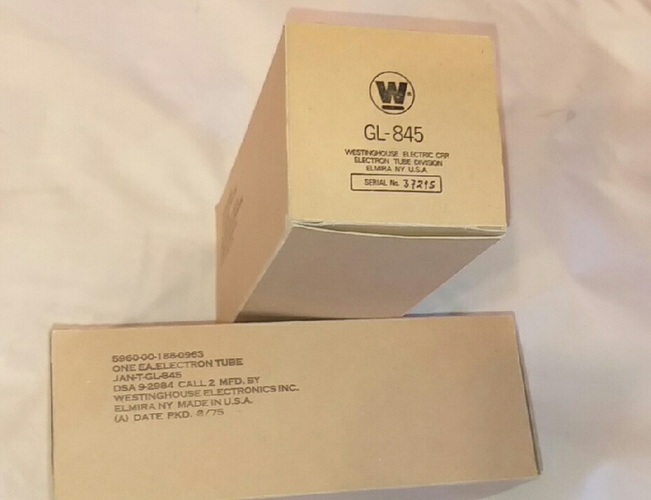 W
GL-845
WESTINGHOUSE ELECTRIC CRP.
ELECTRON TUBE DIVISION
ELMIRA NY U.S.A
SERIAL No. 37215
5960-00-188-0963
ONE EA.ELECTRON TUBE
JAN-T-GL-845
DSA 9-2984 CALL 2 MFD. BY
WESTINGHOUSE ELECTRONICS INC.
ELMIRA NY MADE IN U.S.A.
(A) DATE PKD. 8/75